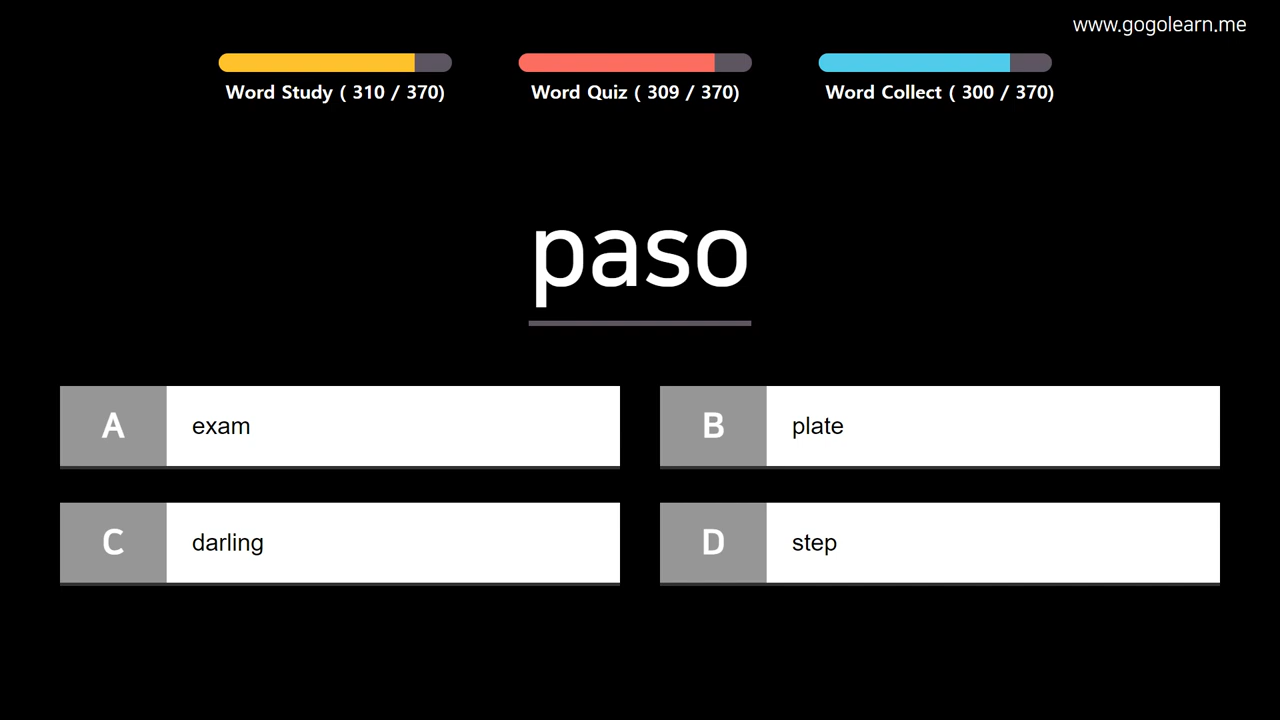 www.gogolearn.me
Word Study ( 310 / 370)
Word Quiz ( 309 / 370)
Word Collect ( 300 / 370)
paso
A exam
B plate
C darling
D step